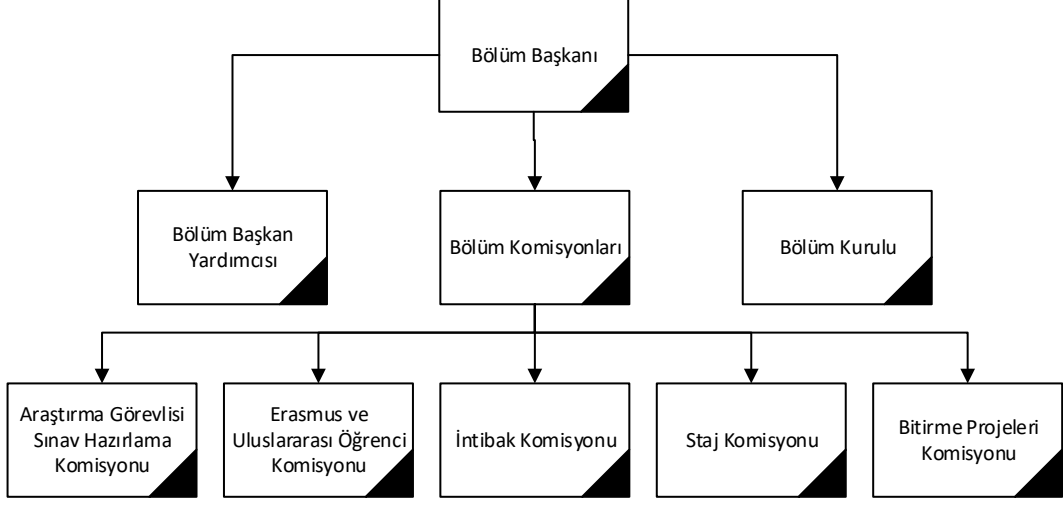 Bölüm Başkanı
Bölüm Başkan
Yardımcısı
Bölüm Komisyonları
Bölüm Kurulu
Araştırma Görevlisi
Sınav Hazırlama
Komisyonu
Erasmus ve
Uluslararası Öğrenci
Komisyonu
İntibak Komisyonu
Staj Komisyonu
Bitirme Projeleri
Komisyonu